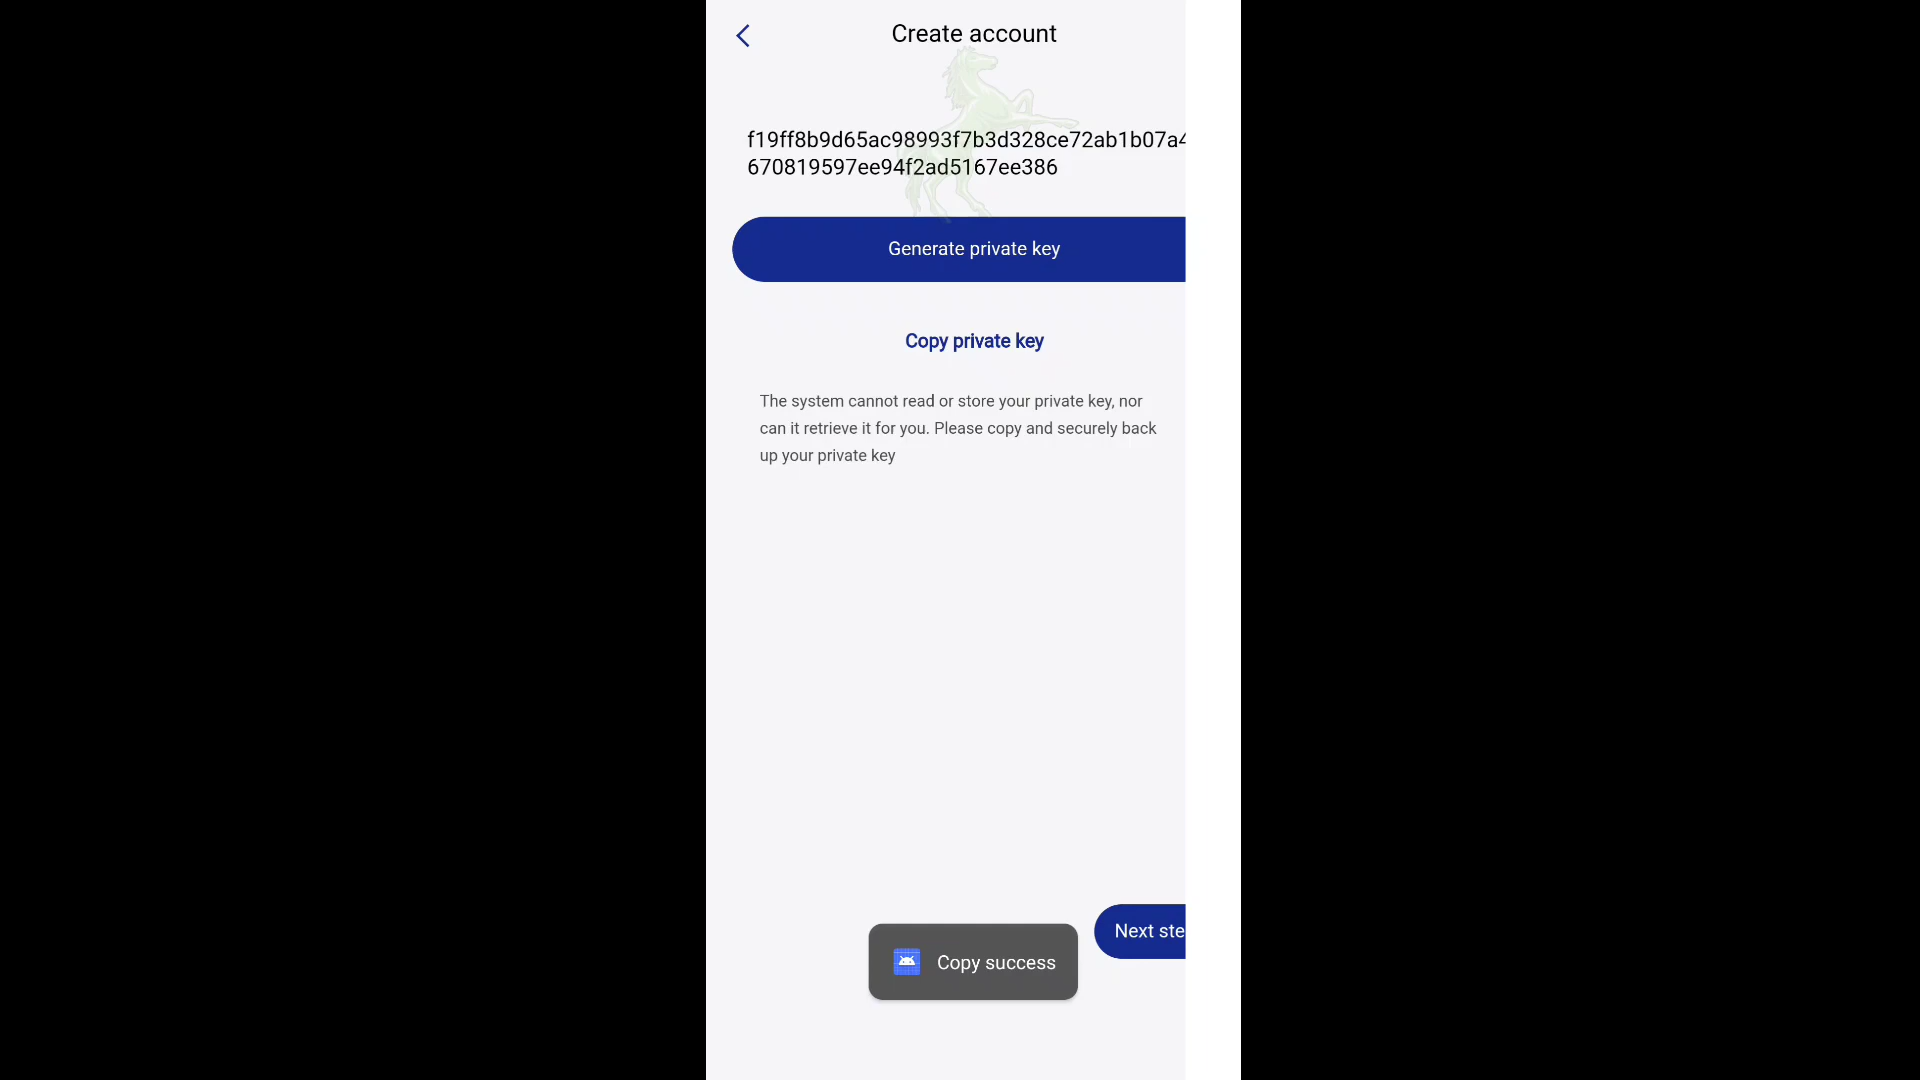 Create account
f19ff8b9d65ac98993f7b3d328ce72ab1b07a4
670819597ee94f2ad5167ee386
Generate private key
Copy private key
The system cannot read or store your private key, nor
can it retrieve it for you. Please copy and securely back
up your private key
Next ste
Copy success